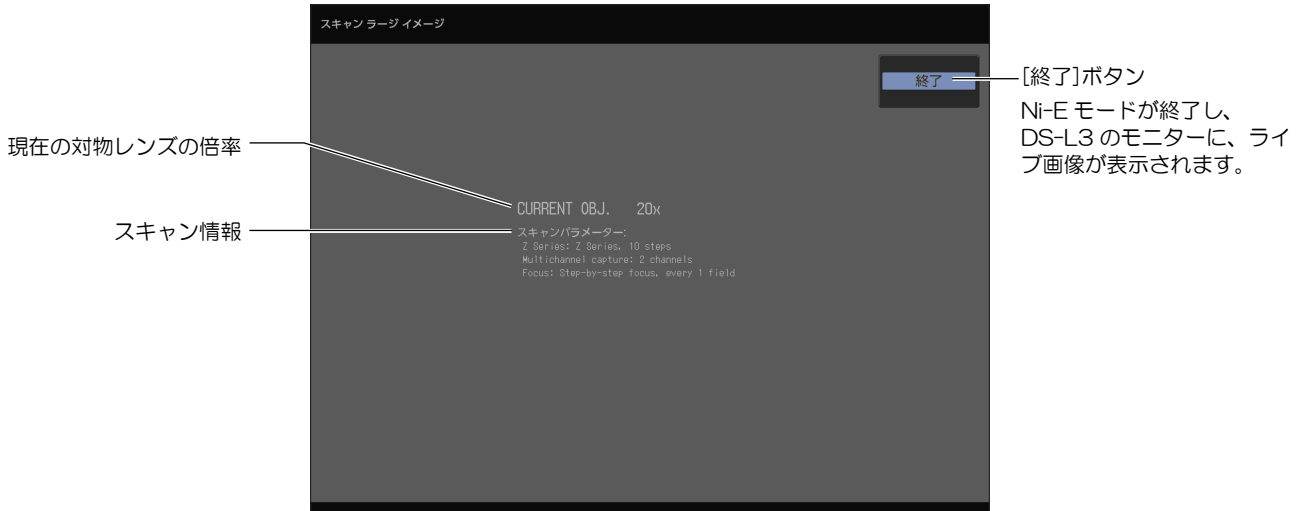 スキャン ラージ イメージ
終了
[終了]ボタン
Ni-E モードが終了し、
DS-L3 のモニターに、ライ
ブ画像が表示されます。
現在の対物レンズの倍率
CURRENT OBJ. 20x
スキャン情報
スキャンパラメーター:
Z Series: Z Series, 10 steps
Multichannel capture: 2 channels
Focus: Step-by-step focus, every 1 field